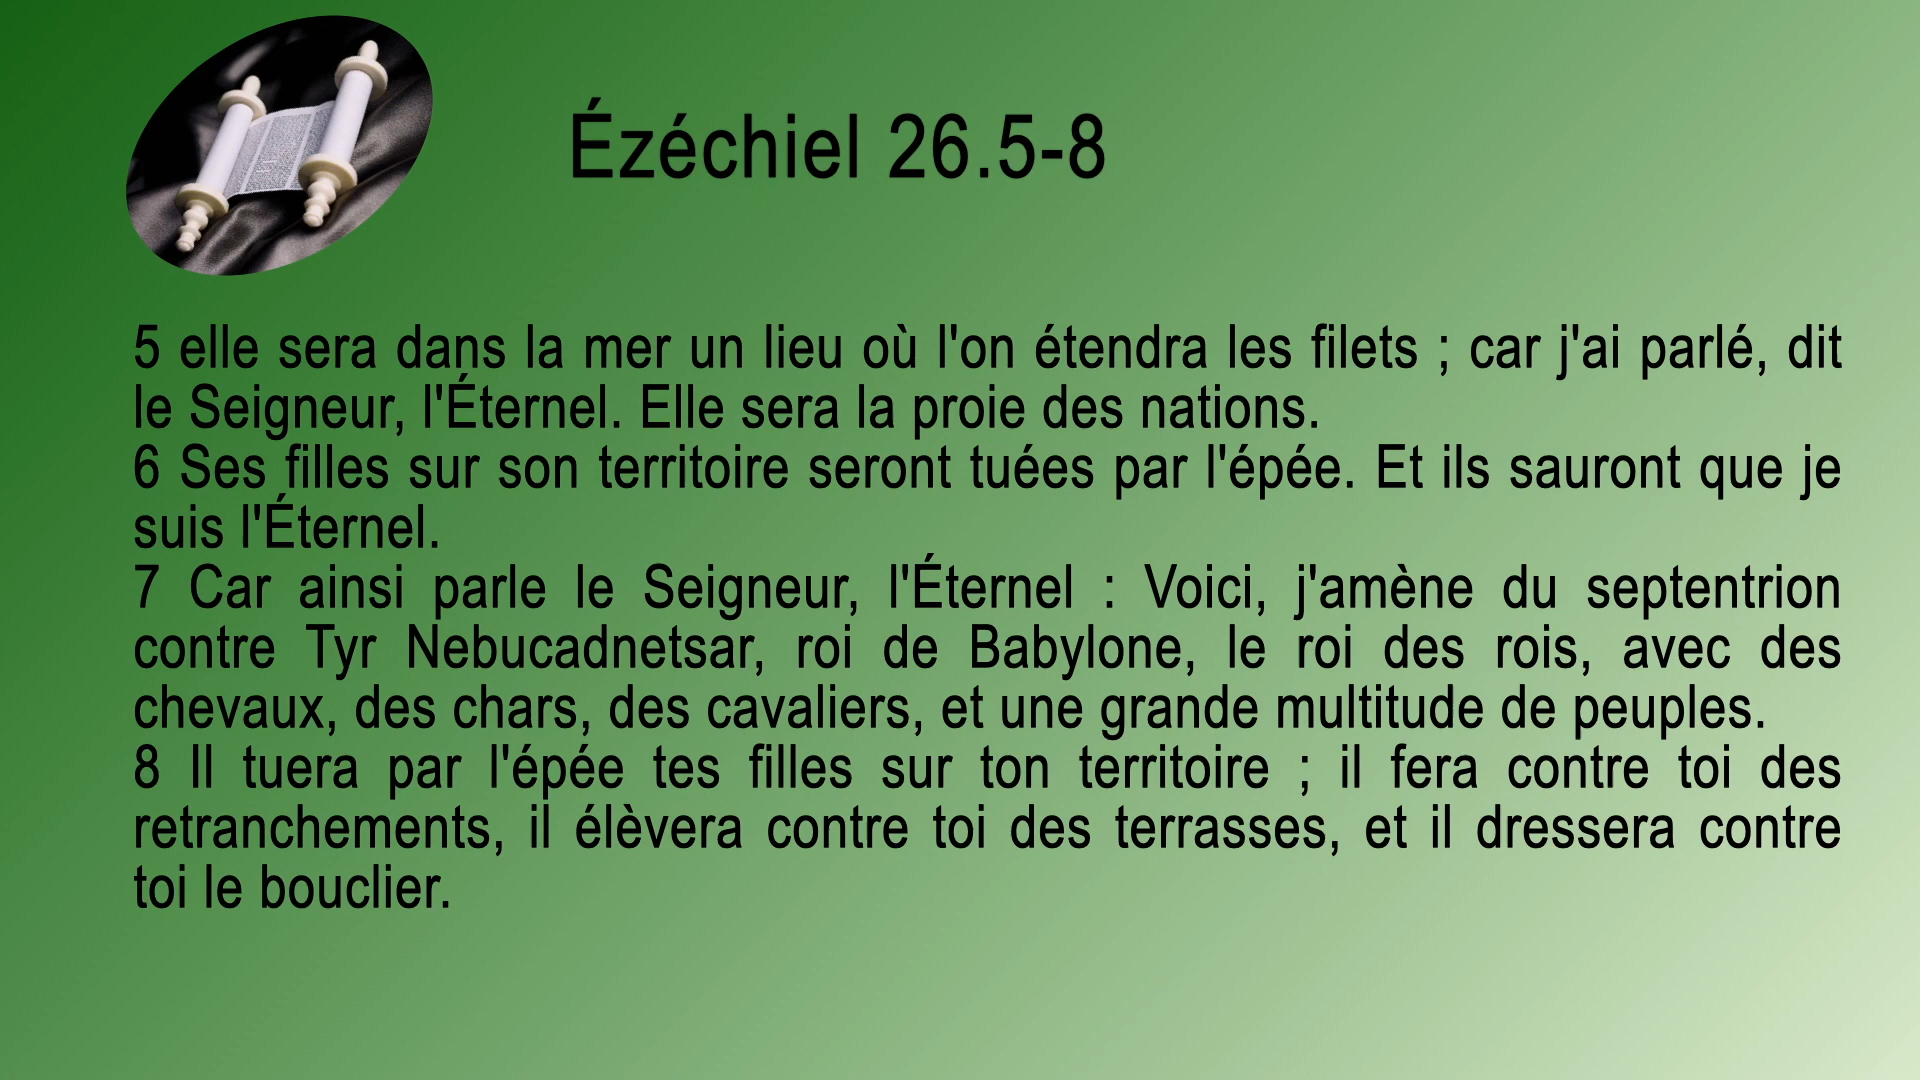 Ézéchiel 26.5-8
5 elle sera dans la mer un lieu où l'on étendra les filets ; car j'ai parlé, dit
le Seigneur, l'Éternel. Elle sera la proie des nations.
6 Ses filles sur son territoire seront tuées par l'épée. Et ils sauront que je
suis l'Éternel.
7 Car ainsi parle le Seigneur, l'Éternel : Voici, j'amène du septentrion
contre Tyr Nebucadnetsar, roi de Babylone, le roi des rois, avec des
chevaux, des chars, des cavaliers, et une grande multitude de peuples.
8 Il tuera par l'épée tes filles sur ton territoire ; il fera contre toi des
retranchements, il élèvera contre toi des terrasses, et il dressera contre
toi le bouclier.